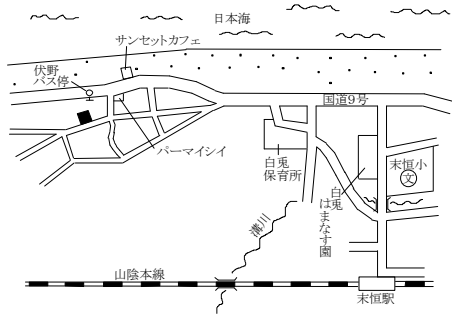 日本海
サンセットカフェ
伏野
バス停
国道9号
パーマイシイ
白兎
保育所
末恒小
文
白兎
はまなす園
溝川
山陰本線
末恒駅